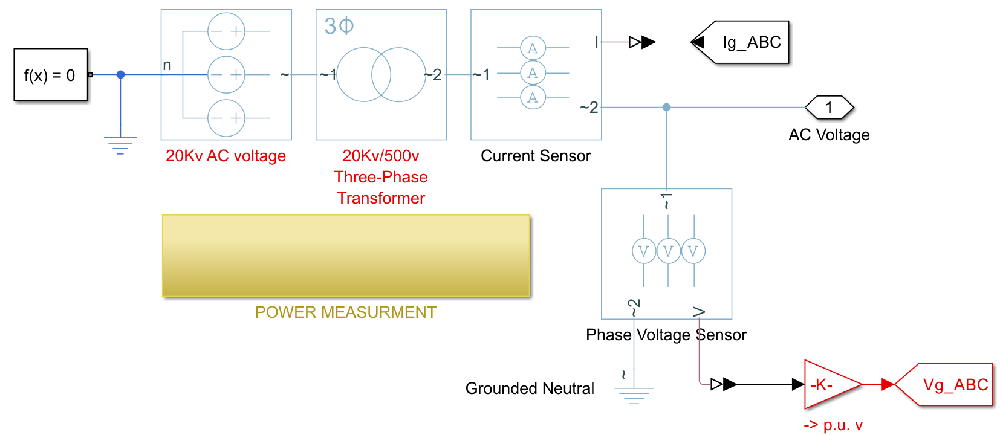 f(x) = 0
n
~
20Kv AC voltage
3Φ
~1
~2
20Kv/500v
Three-Phase
Transformer
~1
A
A
A
I
~2
Current Sensor
Ig_ABC
1
AC Voltage
~1
V V V
~2
V
Phase Voltage Sensor
~
Grounded Neutral
-K-
-> p.u. v
Vg_ABC
POWER MEASURMENT